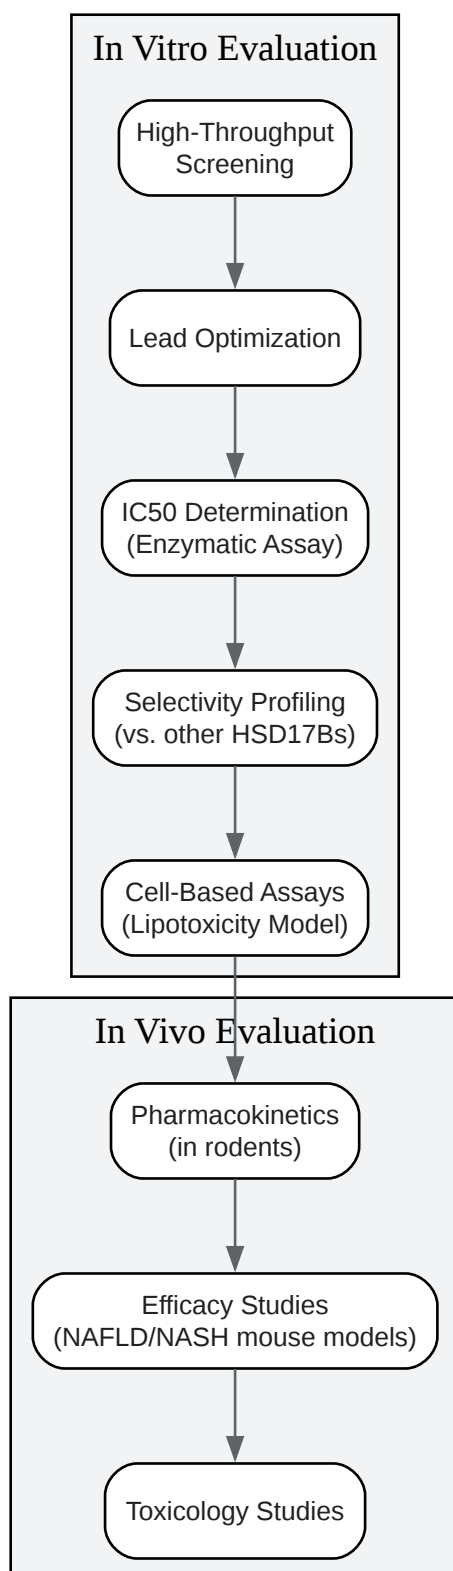 In Vitro Evaluation
High-Throughput
Screening
Lead Optimization
IC50 Determination
(Enzymatic Assay)
Selectivity Profiling
(vs. other HSD17Bs)
Cell-Based Assays
(Lipotoxicity Model)
In Vivo Evaluation
Pharmacokinetics
(in rodents)
Efficacy Studies
(NAFLD/NASH mouse models)
Toxicology Studies